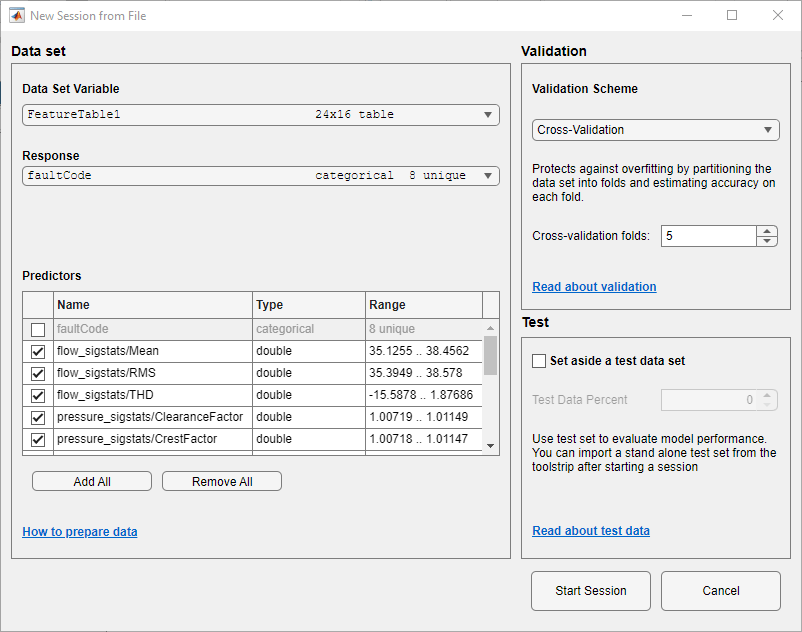 New Session from File
Data set
Data Set Variable
FeatureTable1 24x16 table
Response
faultCode categorical 8 unique
Predictors
Name Type Range
faultCode categorical 8 unique
flow_sigstats/Mean double 35.1255 .. 38.4562
flow_sigstats/RMS double 35.3949 .. 38.578
flow_sigstats/THD double -15.5878 .. 1.87686
pressure_sigstats/ClearanceFactor double 1.00719 .. 1.01149
pressure_sigstats/CrestFactor double 1.00718 .. 1.01147
Add All Remove All
How to prepare data
Validation
Validation Scheme
Cross-Validation
Protects against overfitting by partitioning the
data set into folds and estimating accuracy on
each fold.
Cross-validation folds: 5
Read about validation
Test
Set aside a test data set
Test Data Percent 0
Use test set to evaluate model performance.
You can import a stand alone test set from the
toolstrip after starting a session
Read about test data
Start Session Cancel